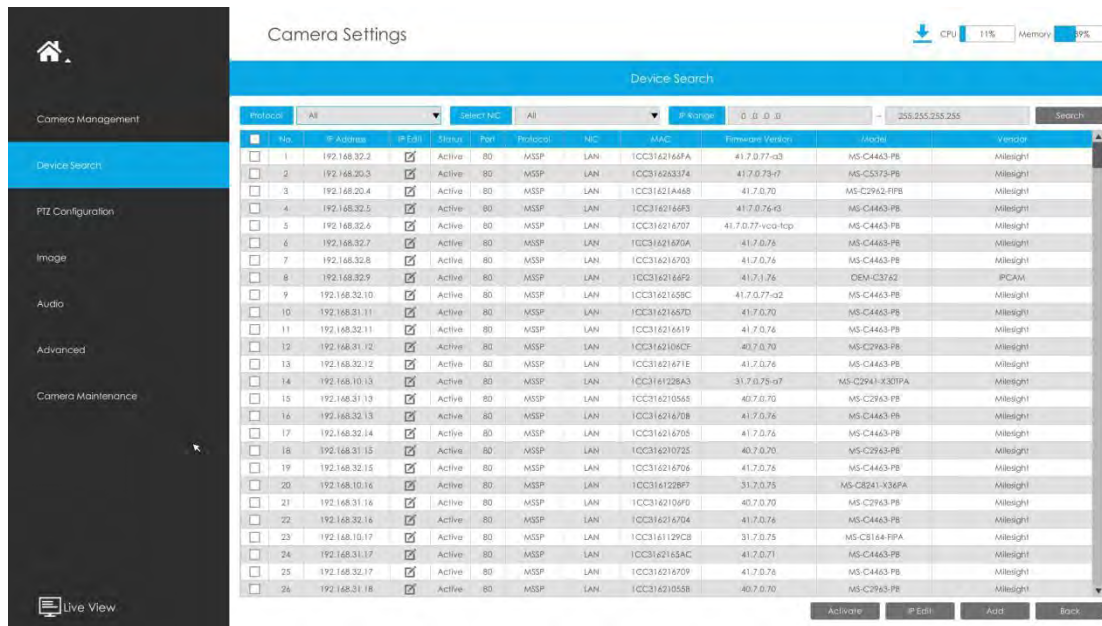 Camera Settings
CPU 11% Memory 39%
Device Search
Camera Management
Device Search
PTZ Configuration
Image
Audio
Advanced
Camera Maintenance
Live View
Protocol All Select NIC All IP Range 0 .0 .0 .0 – 255.255.255.255 Search
No. IP Address IP Edit Status Port Protocol NIC MAC Firmware Version Model Vendor
1 192.168.32.2 Active 80 MSSP LAN 1CC3162166FA 41.7.0.77-a3 MS-C4463-PB Milesight
2 192.168.20.3 Active 80 MSSP LAN 1CC316263374 41.7.0.73-r7 MS-C5373-PB Milesight
3 192.168.20.4 Active 80 MSSP LAN 1CC31621A468 41.7.0.70 MS-C2962-FIPB Milesight
4 192.168.32.5 Active 80 MSSP LAN 1CC3162166F3 41.7.0.76-r3 MS-C4463-PB Milesight
5 192.168.32.6 Active 80 MSSP LAN 1CC316216707 41.7.0.77-vca-tcp MS-C4463-PB Milesight
6 192.168.32.7 Active 80 MSSP LAN 1CC31621670A 41.7.0.76 MS-C4463-PB Milesight
7 192.168.32.8 Active 80 MSSP LAN 1CC316216703 41.7.0.76 MS-C4463-PB Milesight
8 192.168.32.9 Active 80 MSSP LAN 1CC3162166F2 41.7.1.76 OEM-C3762 IPCAM
9 192.168.32.10 Active 80 MSSP LAN 1CC31621658C 41.7.0.77-a2 MS-C4463-PB Milesight
10 192.168.31.11 Active 80 MSSP LAN 1CC31621657D 41.7.0.70 MS-C4463-PB Milesight
11 192.168.32.11 Active 80 MSSP LAN 1CC316216619 41.7.0.76 MS-C4463-PB Milesight
12 192.168.31.12 Active 80 MSSP LAN 1CC3162106CF 40.7.0.70 MS-C2963-PB Milesight
13 192.168.32.12 Active 80 MSSP LAN 1CC31621671E 41.7.0.76 MS-C4463-PB Milesight
14 192.168.10.13 Active 80 MSSP LAN 1CC316122BA3 31.7.0.75-a7 MS-C2941-X30TPA Milesight
15 192.168.31.13 Active 80 MSSP LAN 1CC316210565 40.7.0.70 MS-C2963-PB Milesight
16 192.168.32.13 Active 80 MSSP LAN 1CC31621670B 41.7.0.76 MS-C4463-PB Milesight
17 192.168.32.14 Active 80 MSSP LAN 1CC316216705 41.7.0.76 MS-C4463-PB Milesight
18 192.168.31.15 Active 80 MSSP LAN 1CC316210725 40.7.0.70 MS-C2963-PB Milesight
19 192.168.32.15 Active 80 MSSP LAN 1CC316216706 41.7.0.76 MS-C4463-PB Milesight
20 192.168.10.16 Active 80 MSSP LAN 1CC316122BF7 31.7.0.75 MS-C8241-X36PA Milesight
21 192.168.31.16 Active 80 MSSP LAN 1CC3162106FD 40.7.0.70 MS-C2963-PB Milesight
22 192.168.32.16 Active 80 MSSP LAN 1CC316216704 41.7.0.76 MS-C4463-PB Milesight
23 192.168.10.17 Active 80 MSSP LAN 1CC3161129C8 31.7.0.75 MS-C8164-FIPA Milesight
24 192.168.31.17 Active 80 MSSP LAN 1CC3162165AC 41.7.0.71 MS-C4463-PB Milesight
25 192.168.32.17 Active 80 MSSP LAN 1CC316216709 41.7.0.76 MS-C4463-PB Milesight
26 192.168.31.18 Active 80 MSSP LAN 1CC316210558 40.7.0.70 MS-C2963-PB Milesight
Activate IP Edit Add Back